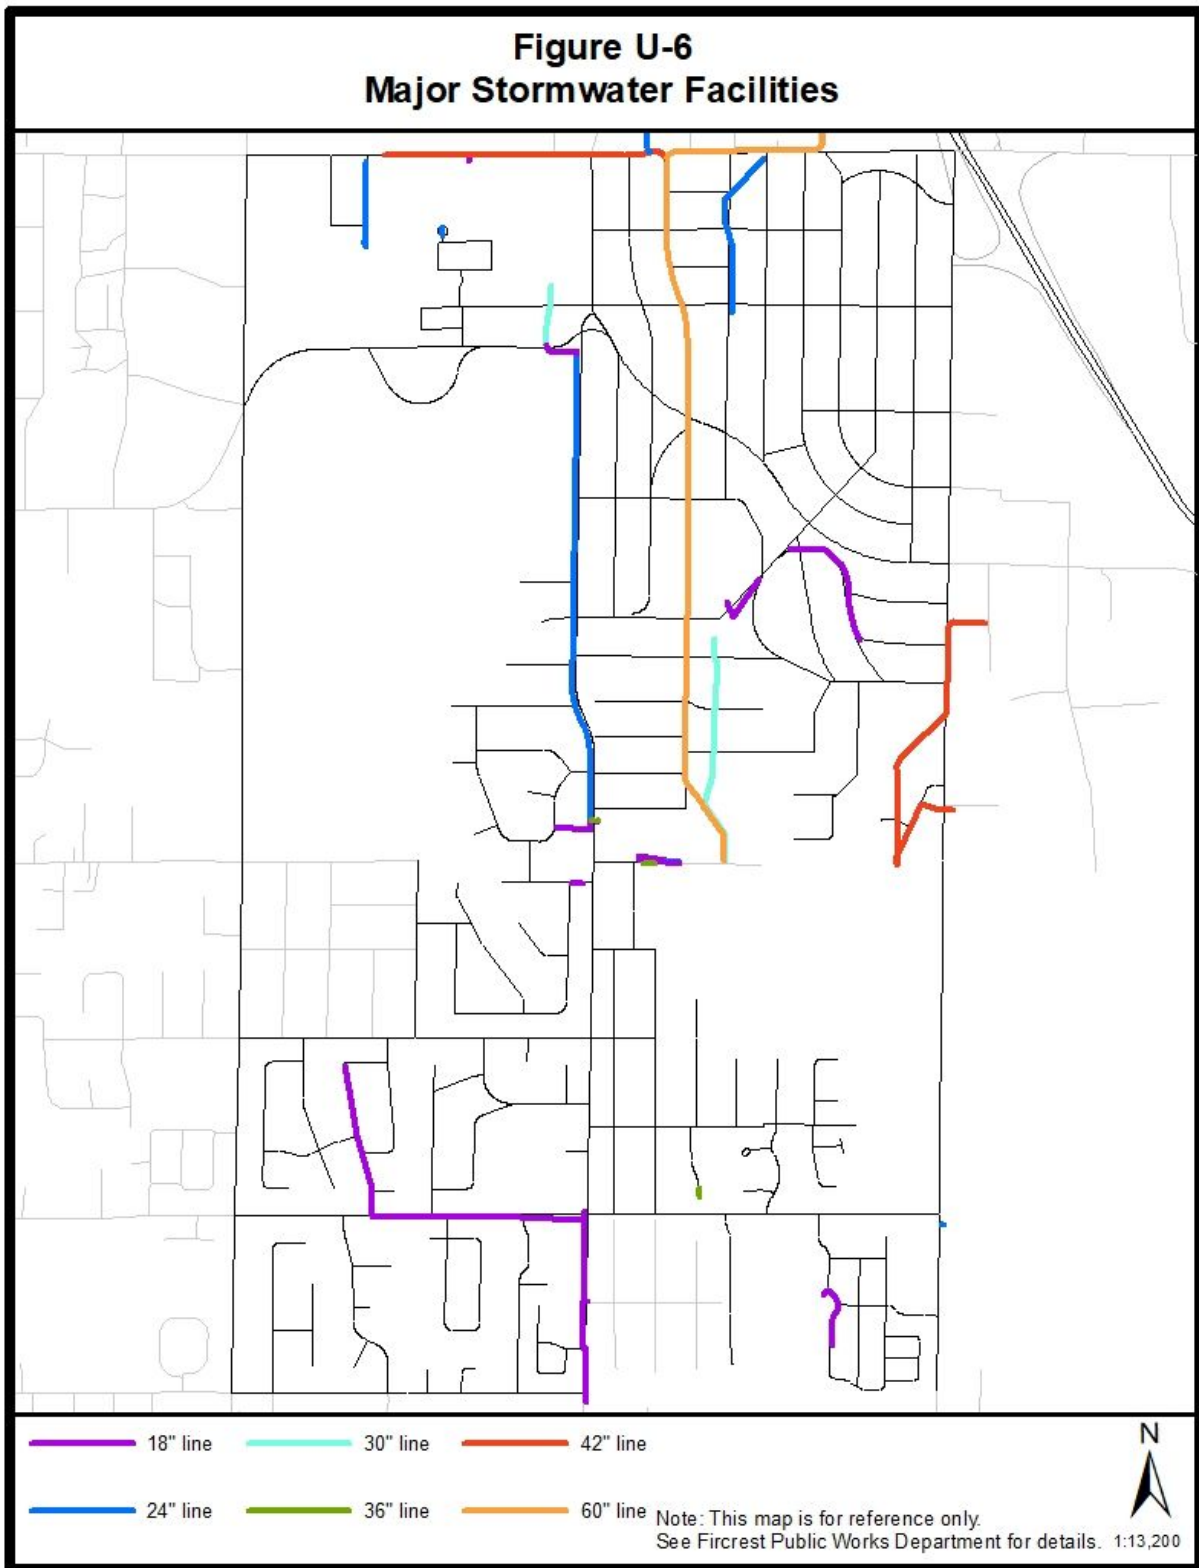 Figure U-6
Major Stormwater Facilities
18" line
30" line
42" line
24" line
36" line
60" line
Note: This map is for reference only.
See Fircrest Public Works Department for details.
N
1:13,200